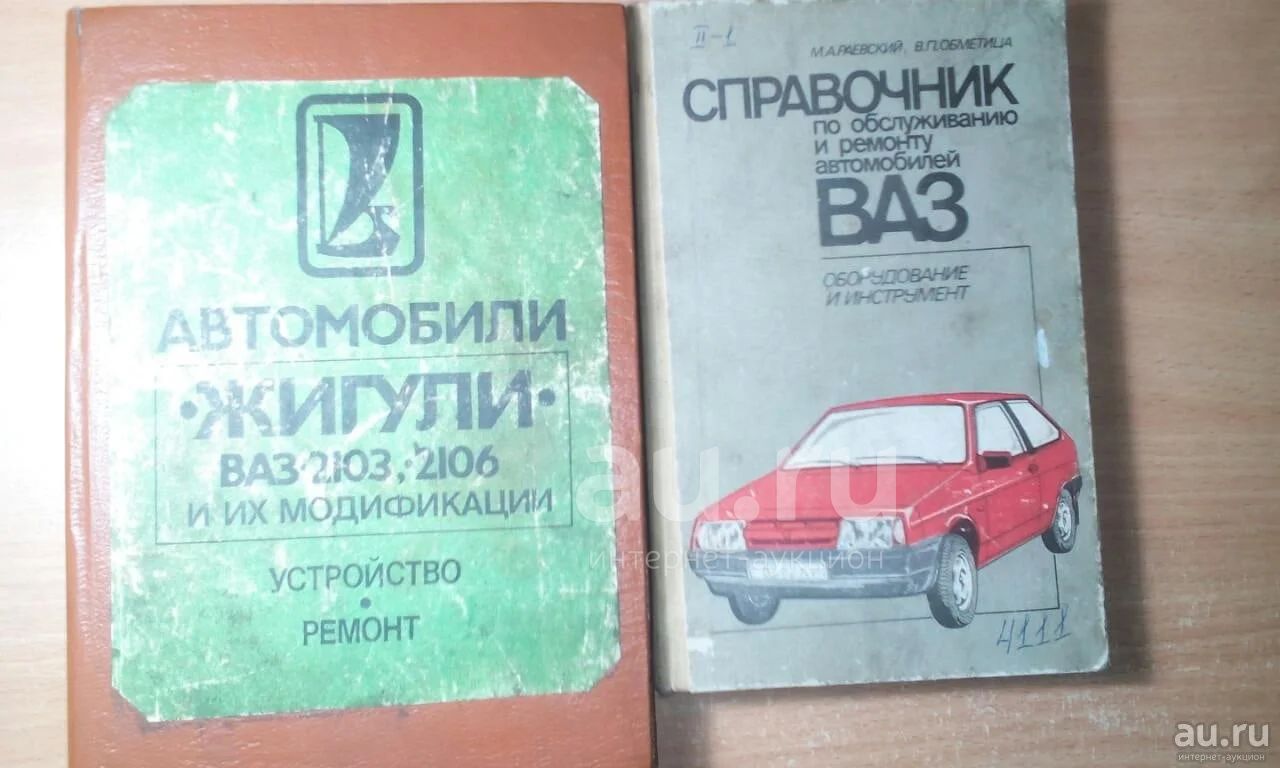 АВТОМОБИЛИ
·ЖИГУЛИ·
ВАЗ-2103,-2106
И ИХ МОДИФИКАЦИИ
УСТРОЙСТВО
·
РЕМОНТ
II-1
М.А.РАЕВСКИЙ, В.П.ОБМЕТИЦА
СПРАВОЧНИК
по обслуживанию
и ремонту
автомобилей
ВАЗ
ОБОРУДОВАНИЕ
И ИНСТРУМЕНТ
4111
au.ru
интернет-аукцион
au.ru
интернет-аукцион